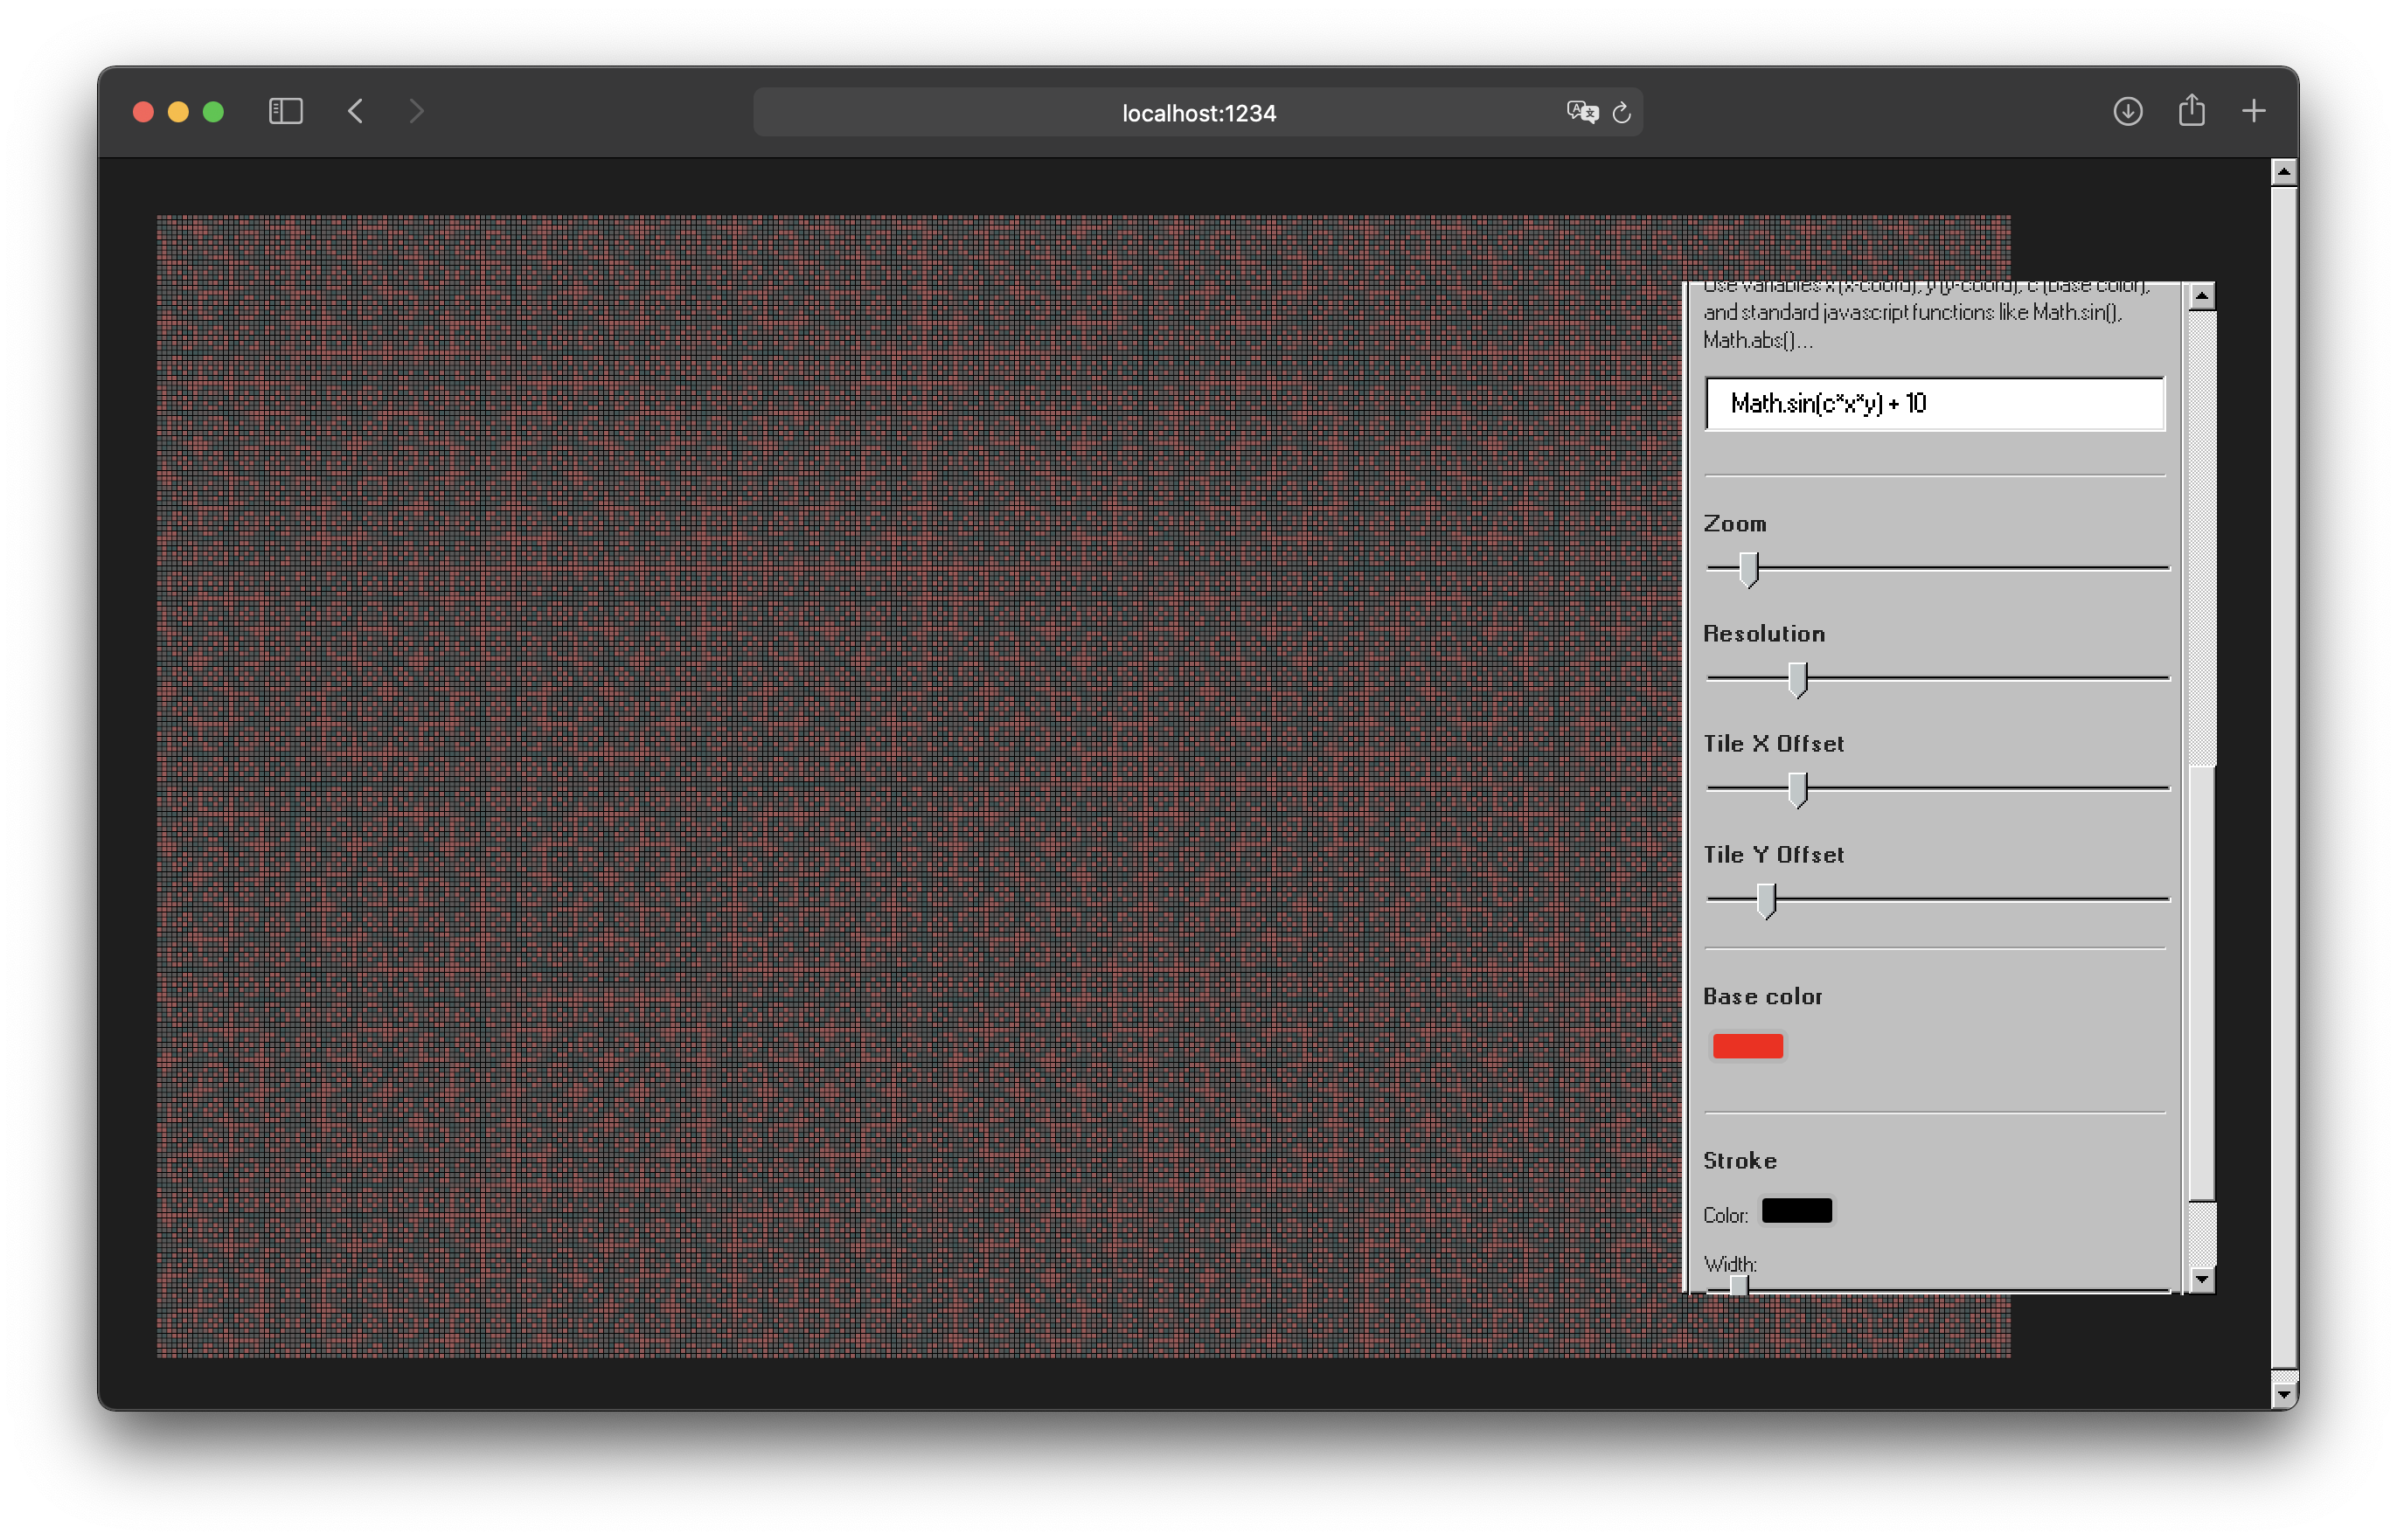 localhost:1234
Use variables x (x-coord), y (y-coord), c (base color),
and standard javascript functions like Math.sin(),
Math.abs()...
Math.sin(c*x*y) + 10
Zoom
Resolution
Tile X Offset
Tile Y Offset
Base color
Stroke
Color:
Width: